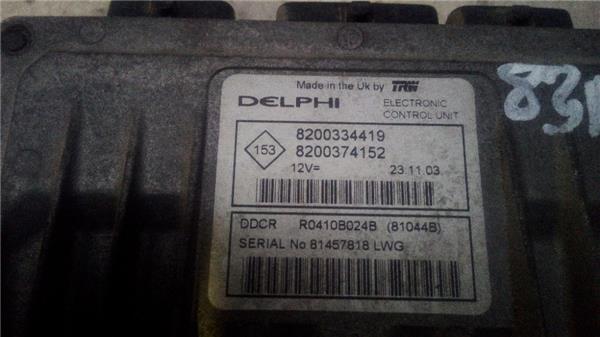 Made in the Uk by TRW
DELPHI ELECTRONIC
CONTROL UNIT
153
8200334419
8200374152
12V= 23.11.03
DDCR R0410B024B (81044B)
SERIAL No 81457818 LWG